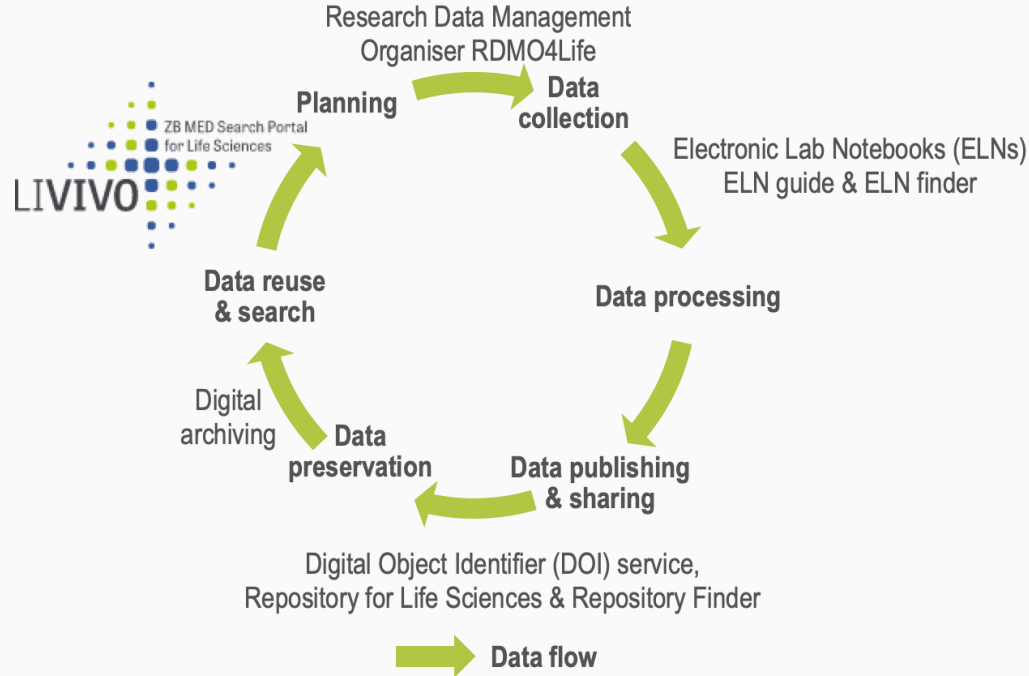 Research Data Management
Organiser RDMO4Life
Planning
Data
collection
ZB MED Search Portal
for Life Sciences
LIVIVO
Electronic Lab Notebooks (ELNs)
ELN guide & ELN finder
Data reuse
& search
Data processing
Digital
archiving
Data
preservation
Data publishing
& sharing
Digital Object Identifier (DOI) service,
Repository for Life Sciences & Repository Finder
Data flow